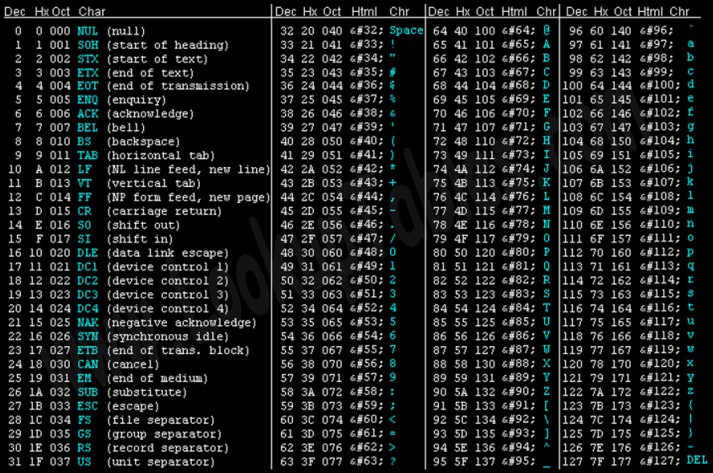 Dec Hx Oct Char Dec Hx Oct Html Chr Dec Hx Oct Html Chr Dec Hx Oct Html Chr
0 0 000 NUL (null) 32 20 040 &#32; Space 64 40 100 &#64; @ 96 60 140 &#96; `
1 1 001 SOH (start of heading) 33 21 041 &#33; ! 65 41 101 &#65; A 97 61 141 &#97; a
2 2 002 STX (start of text) 34 22 042 &#34; " 66 42 102 &#66; B 98 62 142 &#98; b
3 3 003 ETX (end of text) 35 23 043 &#35; # 67 43 103 &#67; C 99 63 143 &#99; c
4 4 004 EOT (end of transmission) 36 24 044 &#36; $ 68 44 104 &#68; D 100 64 144 &#100; d
5 5 005 ENQ (enquiry) 37 25 045 &#37; % 69 45 105 &#69; E 101 65 145 &#101; e
6 6 006 ACK (acknowledge) 38 26 046 &#38; & 70 46 106 &#70; F 102 66 146 &#102; f
7 7 007 BEL (bell) 39 27 047 &#39; ' 71 47 107 &#71; G 103 67 147 &#103; g
8 8 010 BS (backspace) 40 28 050 &#40; ( 72 48 110 &#72; H 104 68 150 &#104; h
9 9 011 TAB (horizontal tab) 41 29 051 &#41; ) 73 49 111 &#73; I 105 69 151 &#105; i
10 A 012 LF (NL line feed, new line) 42 2A 052 &#42; * 74 4A 112 &#74; J 106 6A 152 &#106; j
11 B 013 VT (vertical tab) 43 2B 053 &#43; + 75 4B 113 &#75; K 107 6B 153 &#107; k
12 C 014 FF (NP form feed, new page) 44 2C 054 &#44; , 76 4C 114 &#76; L 108 6C 154 &#108; l
13 D 015 CR (carriage return) 45 2D 055 &#45; - 77 4D 115 &#77; M 109 6D 155 &#109; m
14 E 016 SO (shift out) 46 2E 056 &#46; . 78 4E 116 &#78; N 110 6E 156 &#110; n
15 F 017 SI (shift in) 47 2F 057 &#47; / 79 4F 117 &#79; O 111 6F 157 &#111; o
16 10 020 DLE (data link escape) 48 30 060 &#48; 0 80 50 120 &#80; P 112 70 160 &#112; p
17 11 021 DC1 (device control 1) 49 31 061 &#49; 1 81 51 121 &#81; Q 113 71 161 &#113; q
18 12 022 DC2 (device control 2) 50 32 062 &#50; 2 82 52 122 &#82; R 114 72 162 &#114; r
19 13 023 DC3 (device control 3) 51 33 063 &#51; 3 83 53 123 &#83; S 115 73 163 &#115; s
20 14 024 DC4 (device control 4) 52 34 064 &#52; 4 84 54 124 &#84; T 116 74 164 &#116; t
21 15 025 NAK (negative acknowledge) 53 35 065 &#53; 5 85 55 125 &#85; U 117 75 165 &#117; u
22 16 026 SYN (synchronous idle) 54 36 066 &#54; 6 86 56 126 &#86; V 118 76 166 &#118; v
23 17 027 ETB (end of trans. block) 55 37 067 &#55; 7 87 57 127 &#87; W 119 77 167 &#119; w
24 18 030 CAN (cancel) 56 38 070 &#56; 8 88 58 130 &#88; X 120 78 170 &#120; x
25 19 031 EM (end of medium) 57 39 071 &#57; 9 89 59 131 &#89; Y 121 79 171 &#121; y
26 1A 032 SUB (substitute) 58 3A 072 &#58; : 90 5A 132 &#90; Z 122 7A 172 &#122; z
27 1B 033 ESC (escape) 59 3B 073 &#59; ; 91 5B 133 &#91; [ 123 7B 173 &#123; {
28 1C 034 FS (file separator) 60 3C 074 &#60; < 92 5C 134 &#92; \ 124 7C 174 &#124; |
29 1D 035 GS (group separator) 61 3D 075 &#61; = 93 5D 135 &#93; ] 125 7D 175 &#125; }
30 1E 036 RS (record separator) 62 3E 076 &#62; > 94 5E 136 &#94; ^ 126 7E 176 &#126; ~
31 1F 037 US (unit separator) 63 3F 077 &#63; ? 95 5F 137 &#95; _ 127 7F 177 &#127; DEL